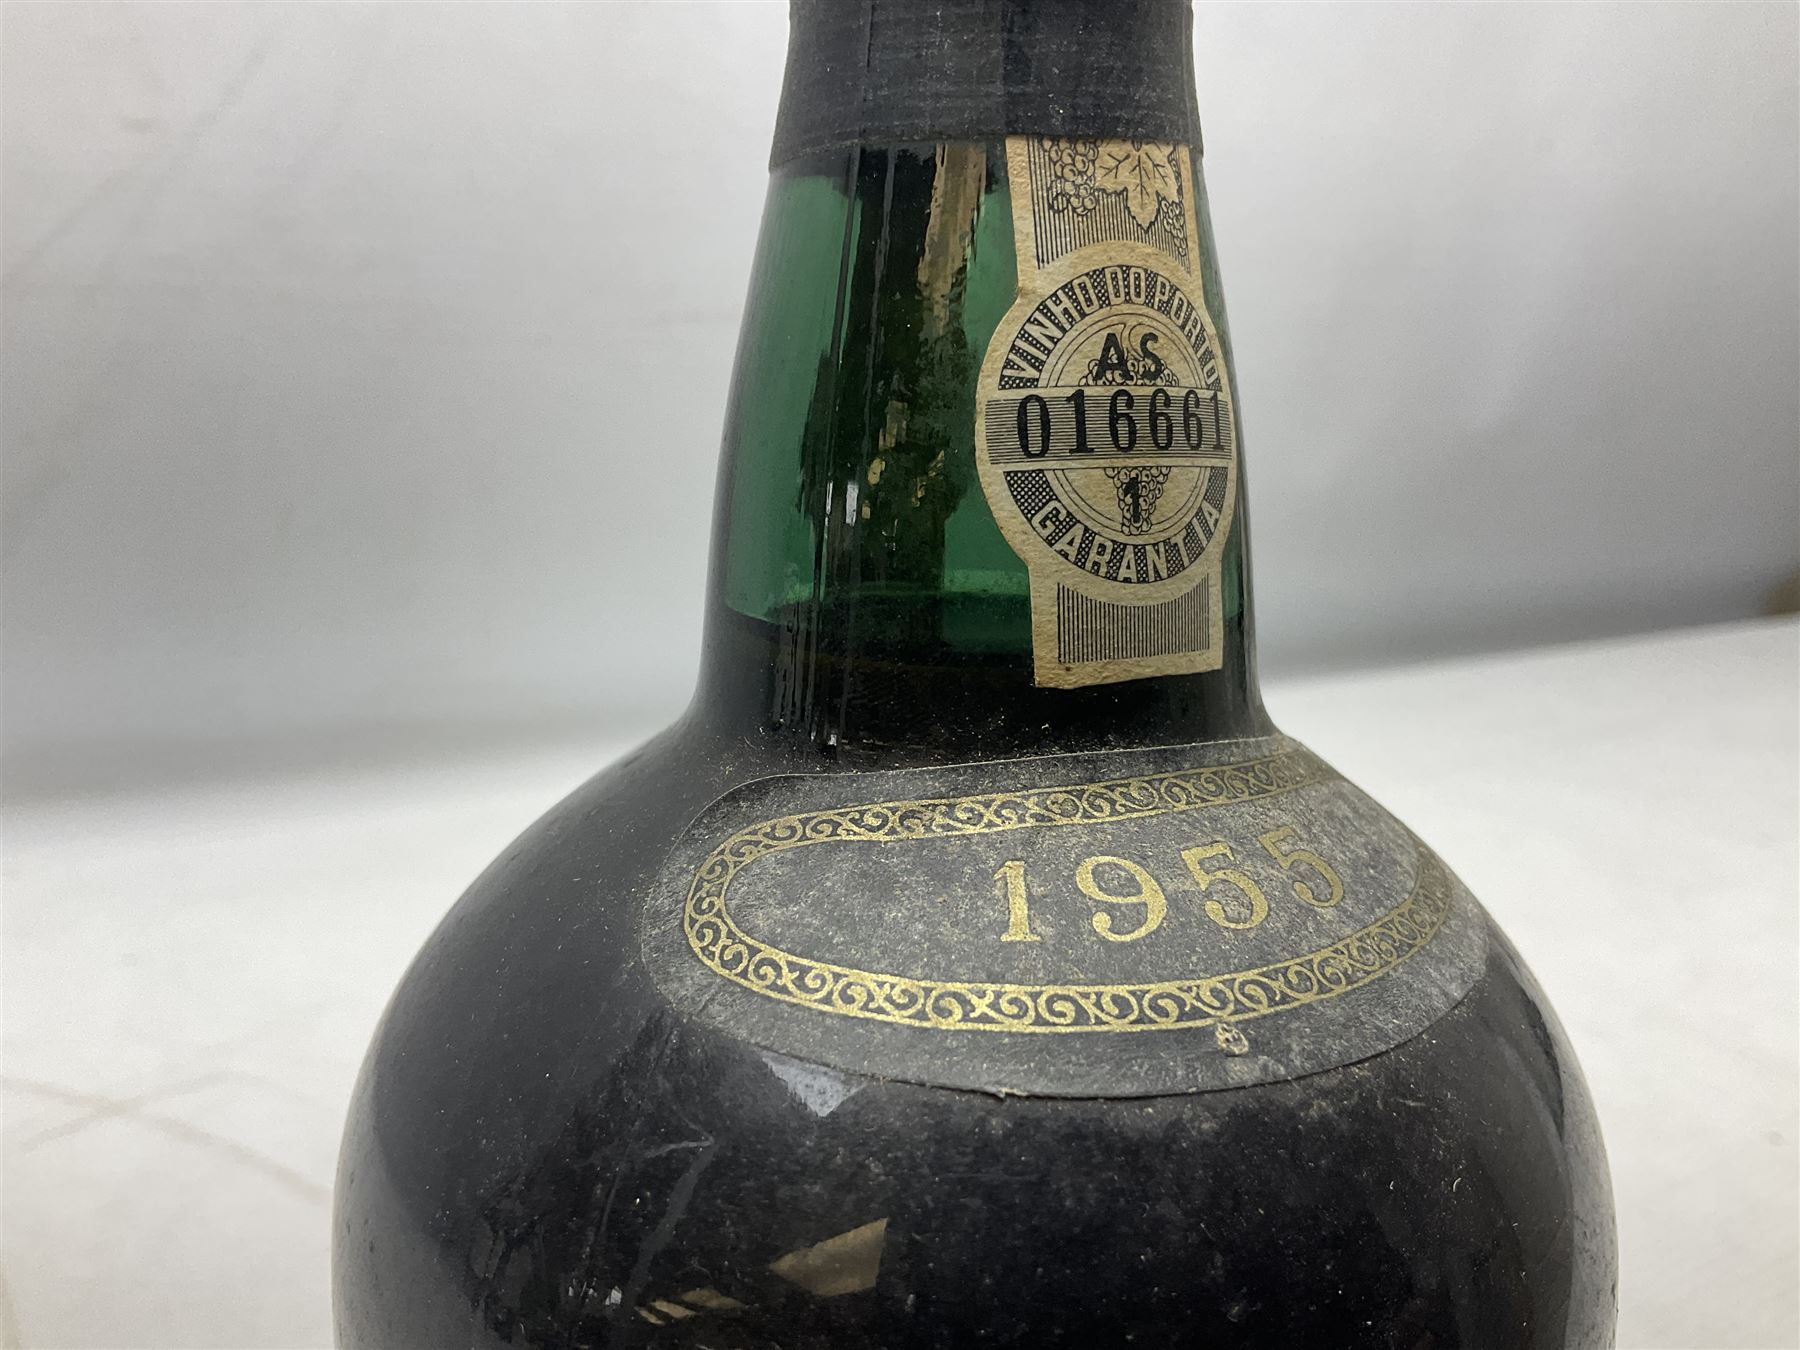 VINHO DO PORTO
AS
016661
1
GARANTIA
1955